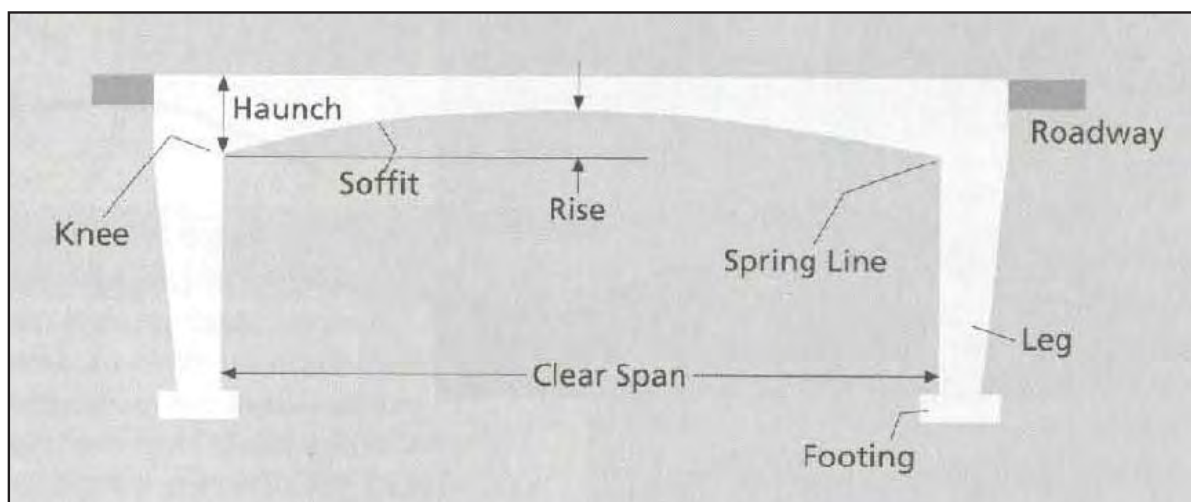 Haunch
Roadway
Soffit
Rise
Knee
Spring Line
Leg
Clear Span
Footing